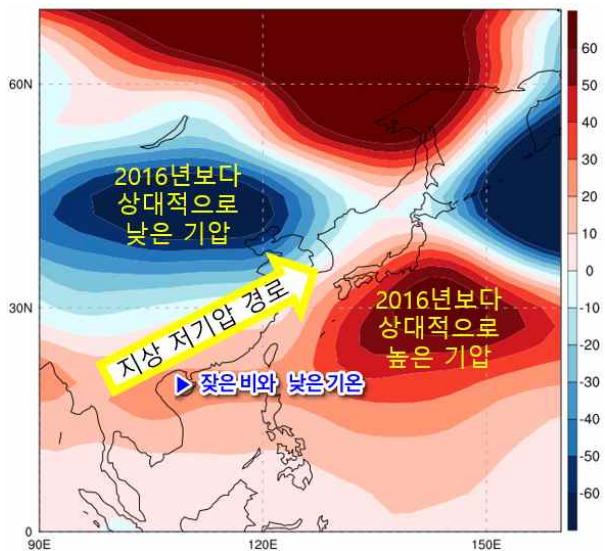 60N
30N
0
90E
120E
150E
2016년보다
상대적으로
낮은 기압
지상 저기압 경로
2016년보다
상대적으로
높은 기압
▶ 잦은 비와 낮은 기온
60
50
40
30
20
10
0
-10
-20
-30
-40
-50
-60